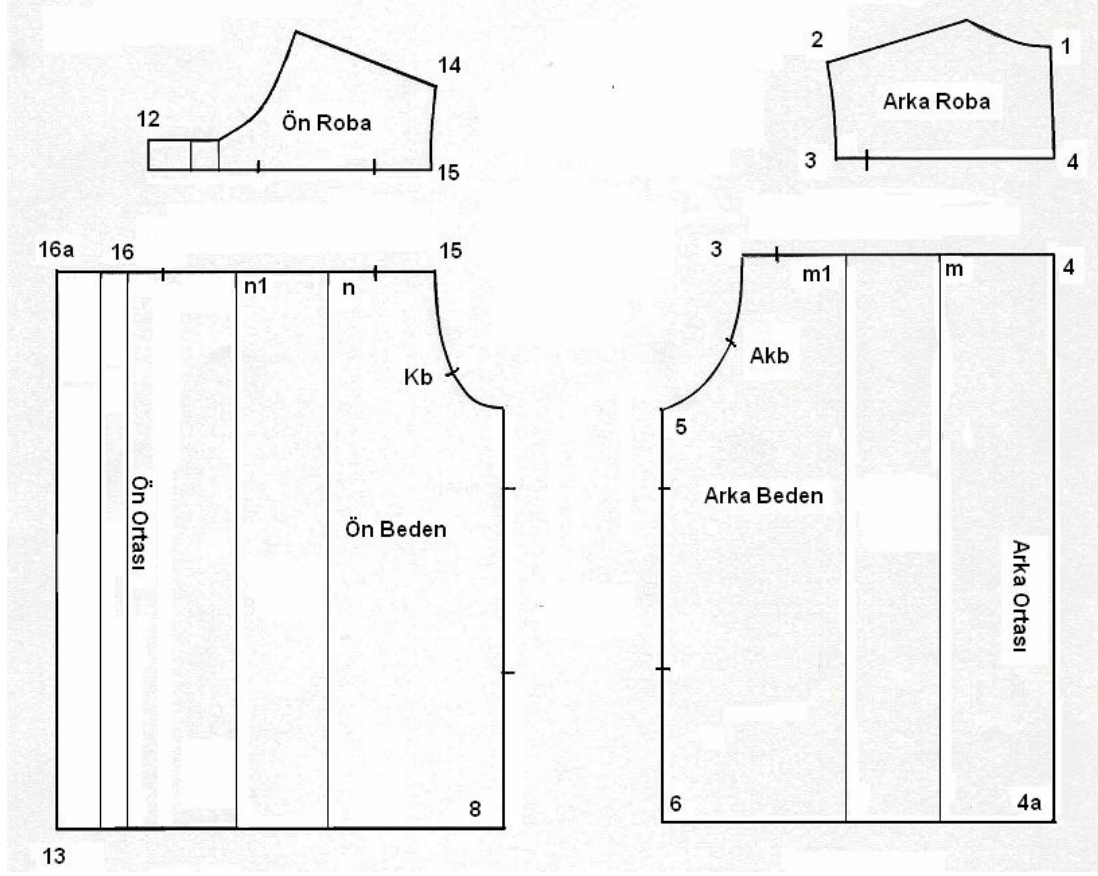 14
12
Ön Roba
15
2
1
Arka Roba
3
4
16a
16
15
n1
n
Kb
Ön Ortası
Ön Beden
8
13
3
m1
m
4
Akb
5
Arka Beden
Arka Ortası
6
4a